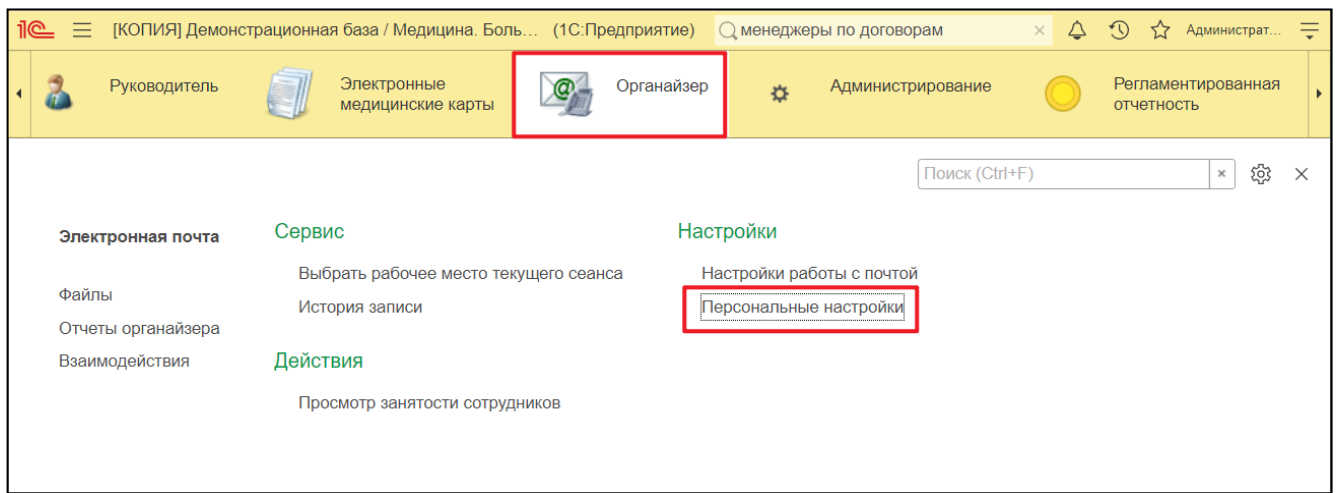 1С [КОПИЯ] Демонстрационная база / Медицина. Боль... (1С:Предприятие) менеджеры по договорам Администрат...
Руководитель
Электронные
медицинские карты
Органайзер
Администрирование
Регламентированная
отчетность
Поиск (Ctrl+F)
Электронная почта
Файлы
Отчеты органайзера
Взаимодействия
Сервис
Выбрать рабочее место текущего сеанса
История записи
Действия
Просмотр занятости сотрудников
Настройки
Настройки работы с почтой
Персональные настройки